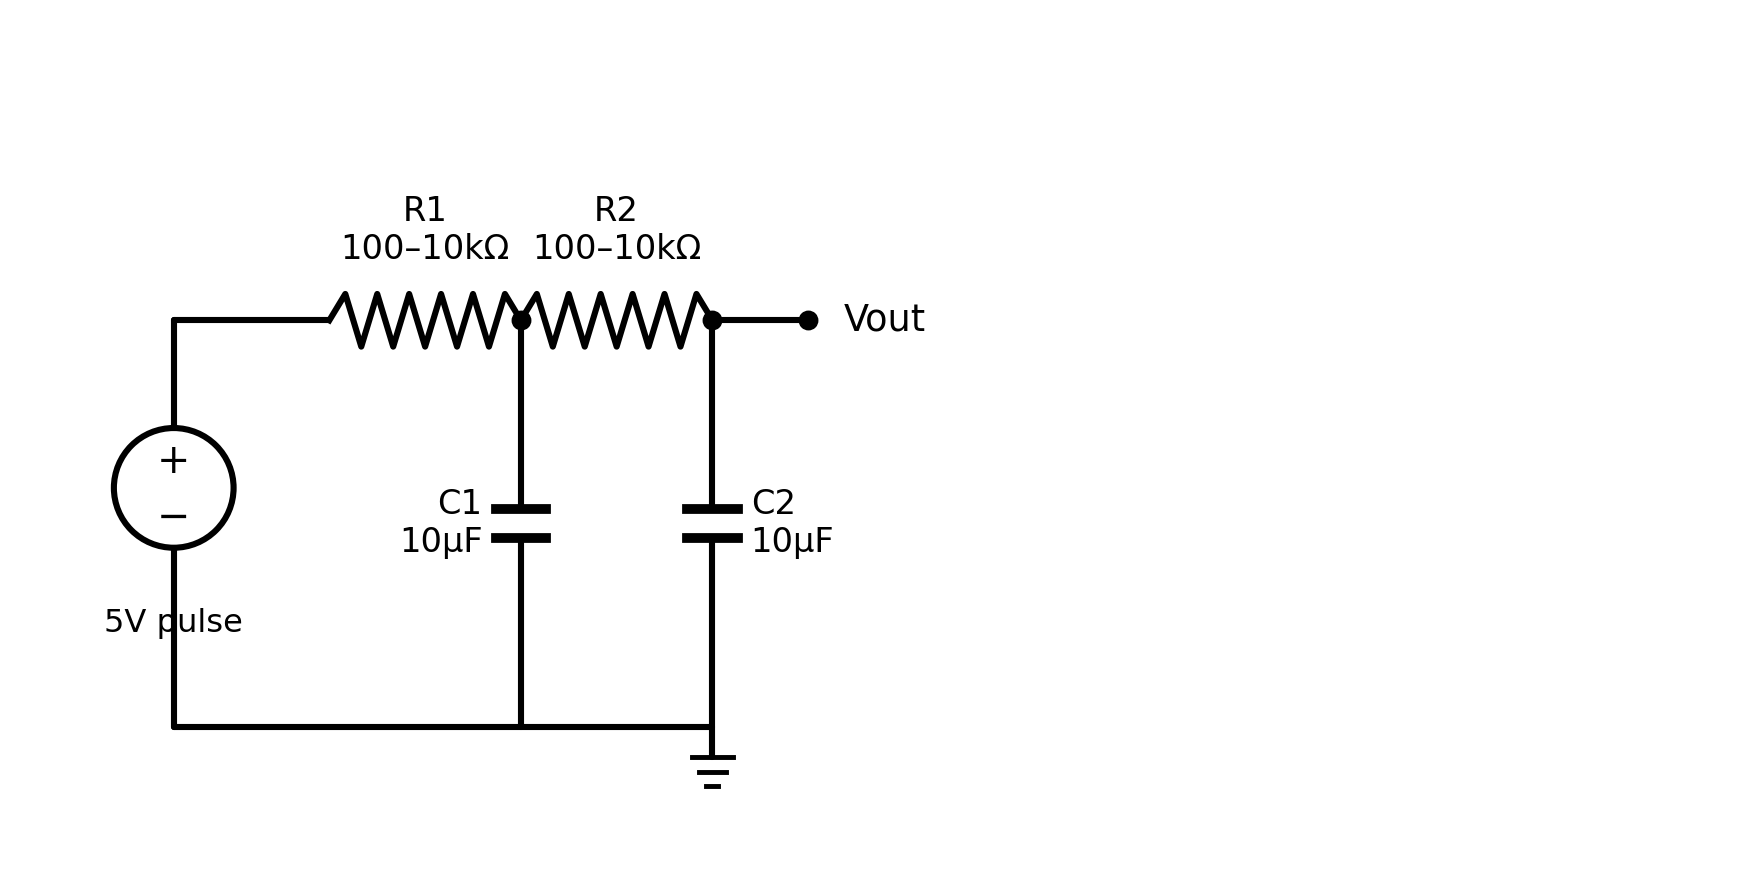 R1
100–10kΩ
R2
100–10kΩ
Vout
+
−
C1
10µF
C2
10µF
5V pulse